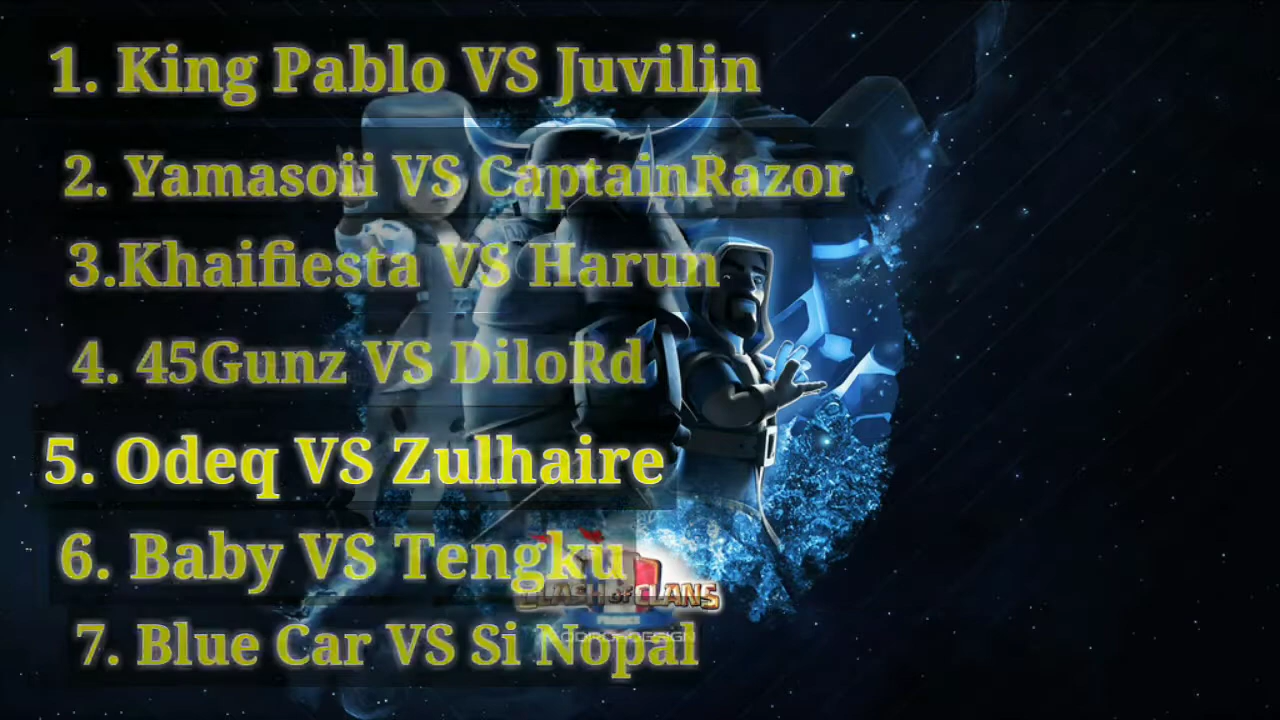 1. King Pablo VS Juvilin
2. Yamasoii VS CaptainRazor
3.Khaifiesta VS Harun
4. 45Gunz VS DiloRd
5. Odeq VS Zulhaire
6. Baby VS Tengku
CLASH OF CLANS
FRANCE
7. Blue Car VS Si Nopal